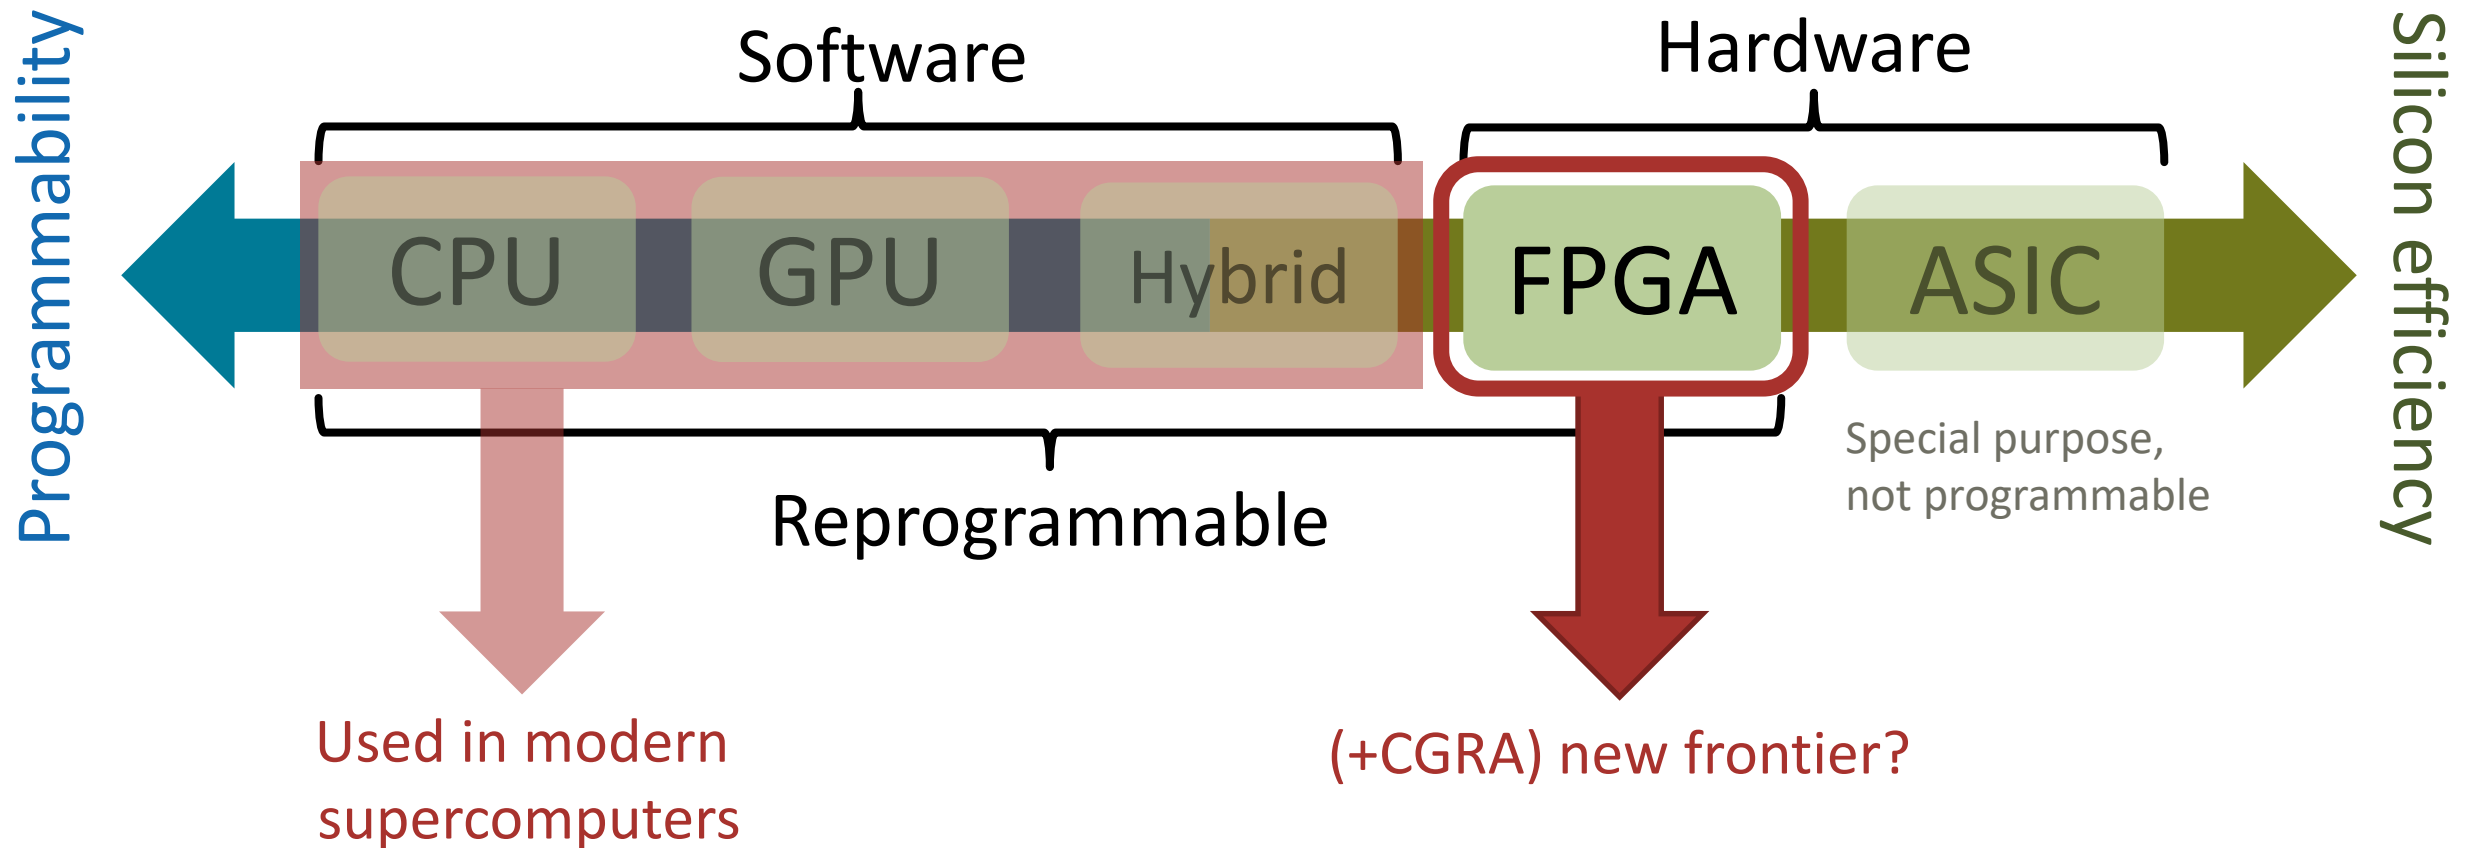 Programmability
Software
Hardware
Silicon efficiency
CPU
GPU
Hybrid
FPGA
ASIC
Special purpose,
not programmable
Reprogrammable
Used in modern
supercomputers
(+CGRA) new frontier?